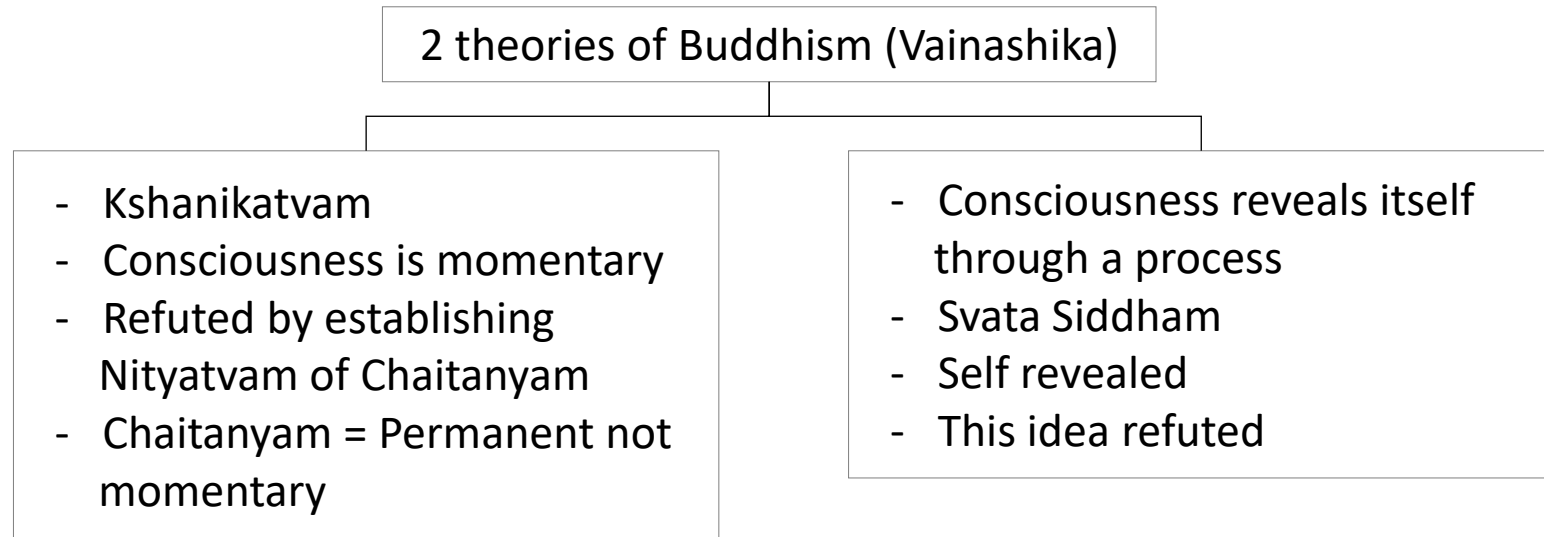 2 theories of Buddhism (Vainashika)
- Kshanikatvam
- Consciousness is momentary
- Refuted by establishing
Nityatvam of Chaitanyam
- Chaitanyam = Permanent not
momentary
- Consciousness reveals itself
through a process
- Svata Siddham
- Self revealed
- This idea refuted